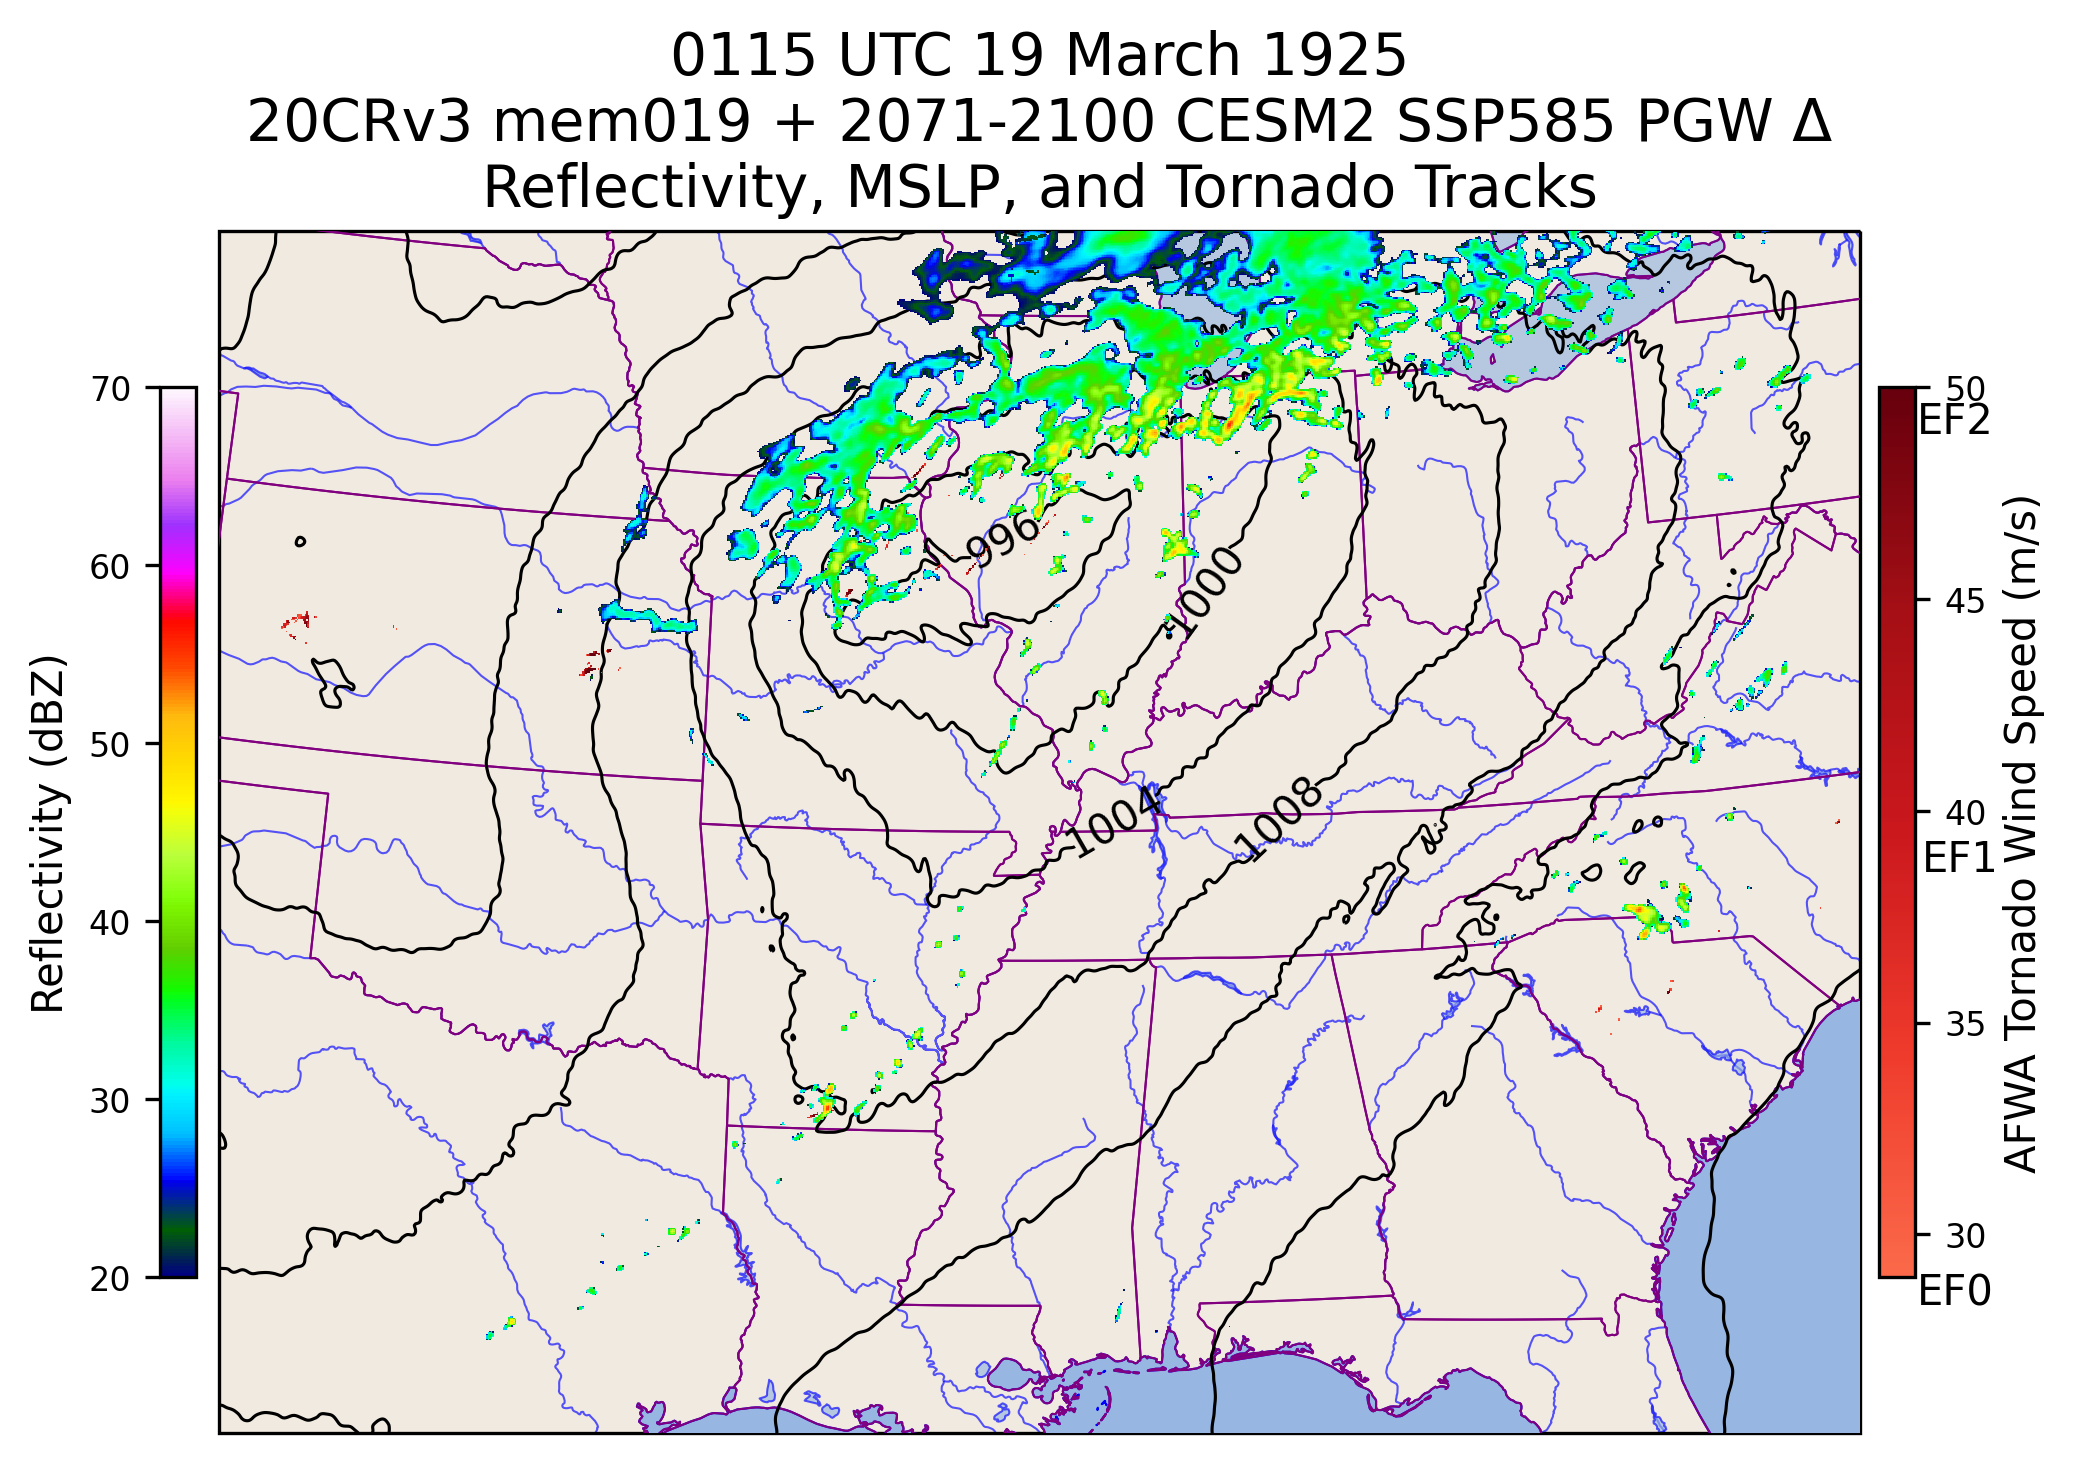 0115 UTC 19 March 1925
20CRv3 mem019 + 2071-2100 CESM2 SSP585 PGW Δ
Reflectivity, MSLP, and Tornado Tracks
70
60
50
40
30
20
Reflectivity (dBZ)
996
1000
1004
1008
50
EF2
45
40
EF1
35
30
EF0
AFWA Tornado Wind Speed (m/s)